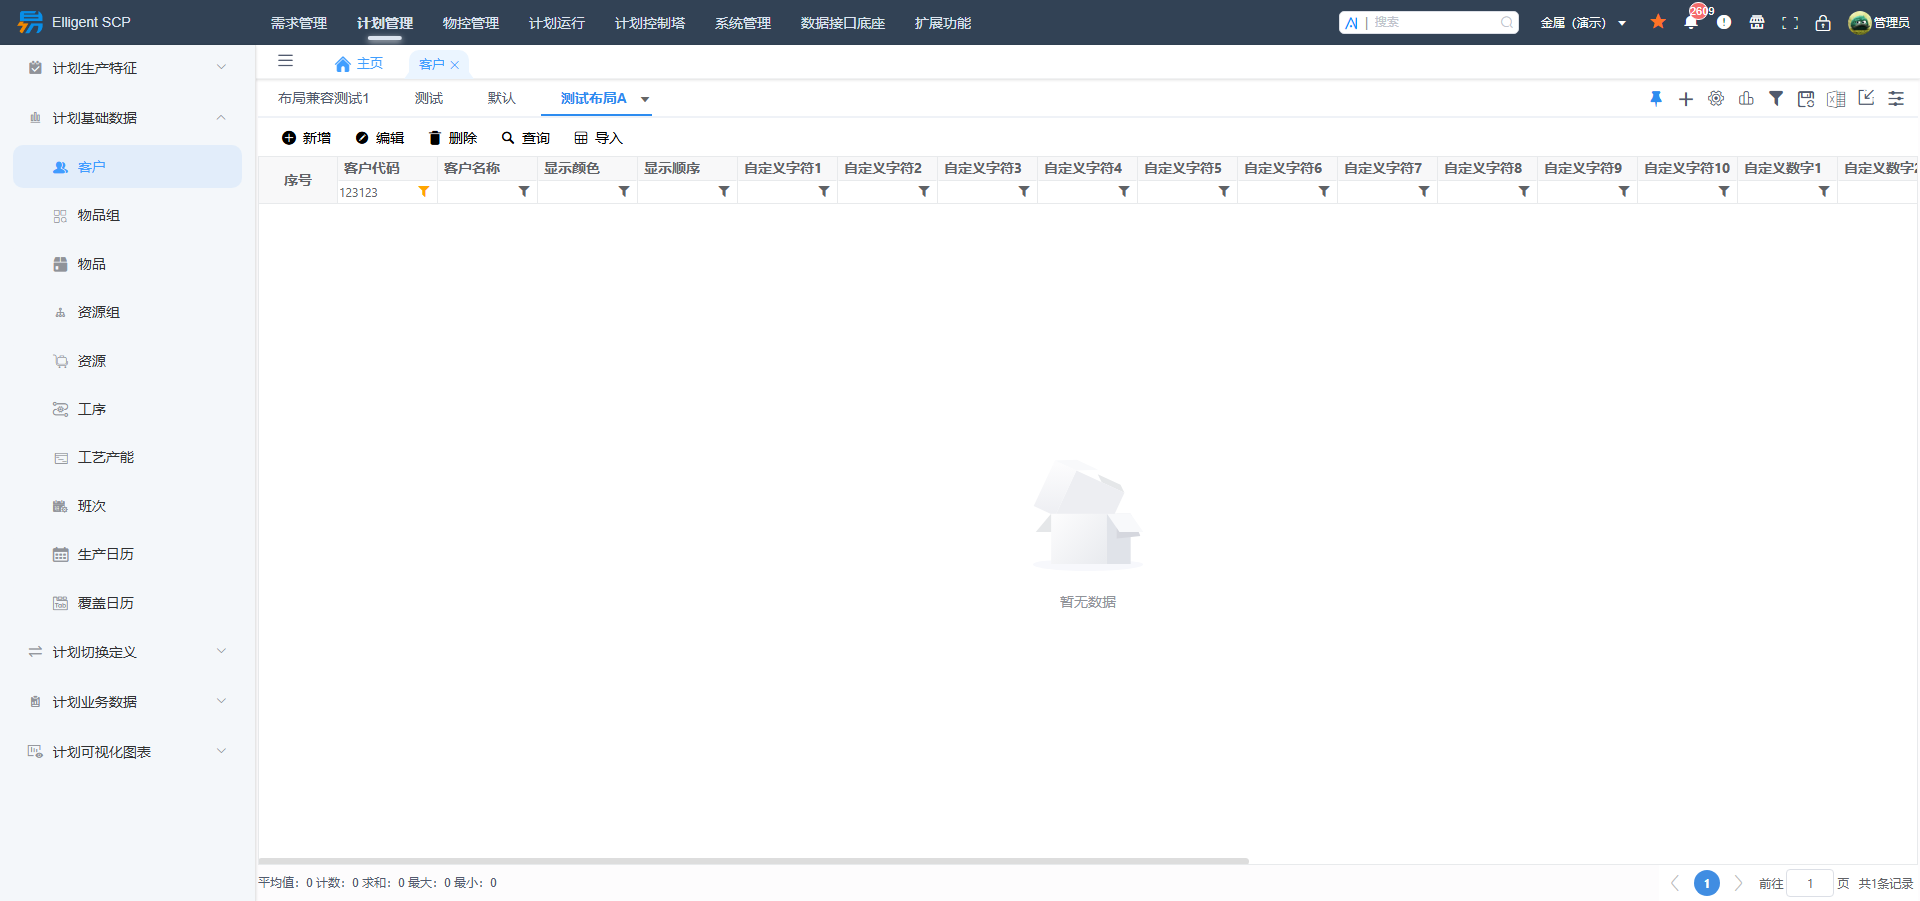 Elligent SCP 需求管理 计划管理 物控管理 计划运行 计划控制塔 系统管理 数据接口底座 扩展功能 AI | 搜索 金属（演示） 2609 管理员
计划生产特征
计划基础数据
客户
物品组
物品
资源组
资源
工序
工艺产能
班次
生产日历
覆盖日历
计划切换定义
计划业务数据
计划可视化图表
主页 客户
布局兼容测试1 测试 默认 测试布局A
新增 编辑 删除 查询 导入
序号 客户代码 客户名称 显示颜色 显示顺序 自定义字符1 自定义字符2 自定义字符3 自定义字符4 自定义字符5 自定义字符6 自定义字符7 自定义字符8 自定义字符9 自定义字符10 自定义数字1 自定义数字2
123123
暂无数据
平均值：0 计数：0 求和：0 最大：0 最小：0
1 前往 1 页 共1条记录